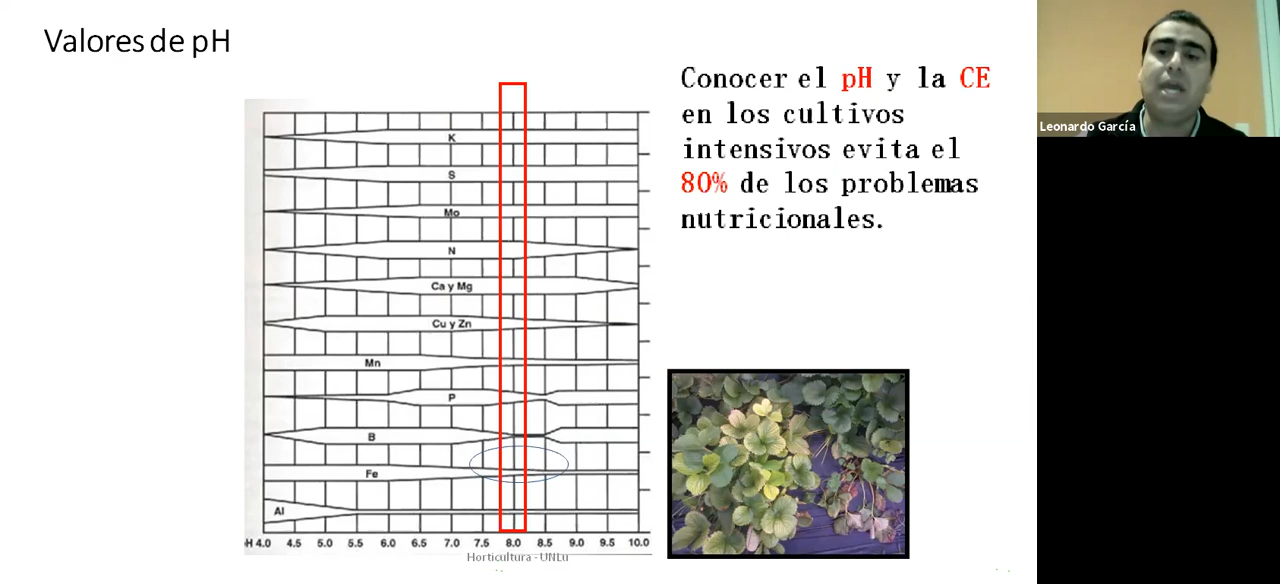 Valores de pH
Conocer el pH y la CE
en los cultivos
intensivos evita el
80% de los problemas
nutricionales.
Leonardo García
K
S
Mo
N
Ca y Mg
Cu y Zn
Mn
P
B
Fe
Al
pH 4.0 4.5 5.0 5.5 6.0 6.5 7.0 7.5 8.0 8.5 9.0 9.5 10.0
Horticultura - UNLu